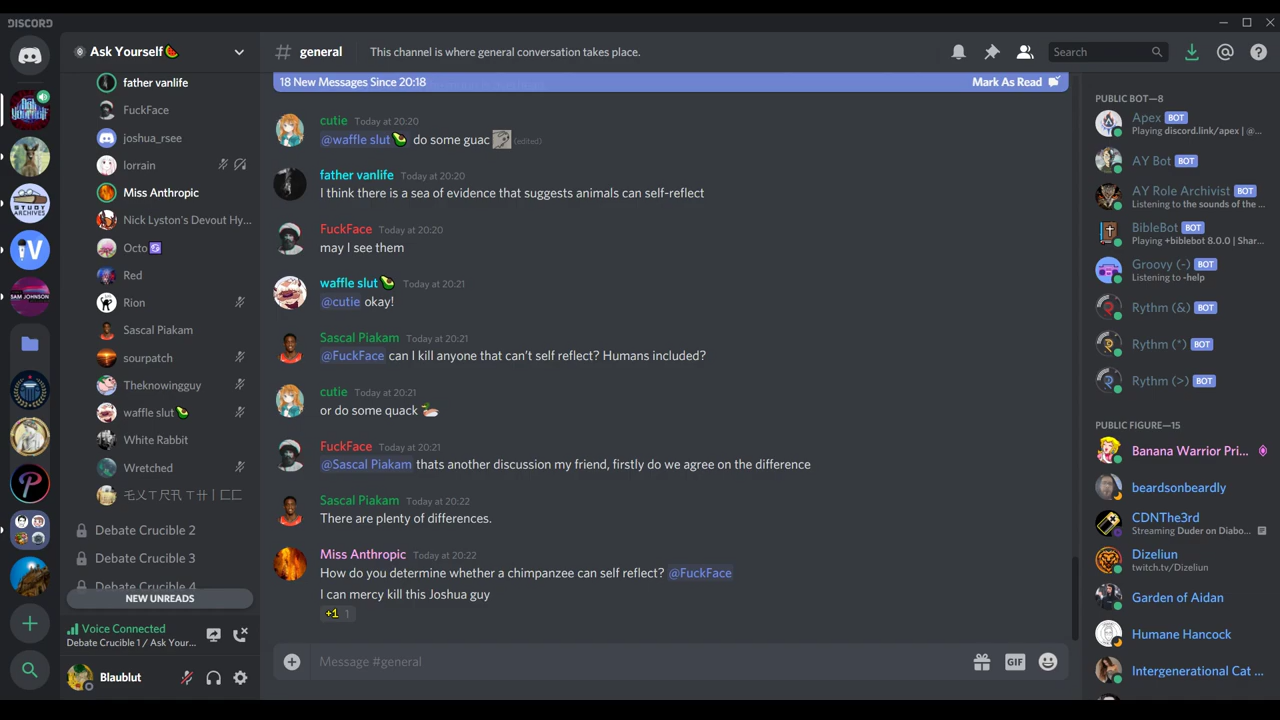 DISCORD
Ask Yourself🍉
# general
This channel is where general conversation takes place.
Search
18 New Messages Since 20:18
Mark As Read
father vanlife
FuckFace
joshua_rsee
lorrain
Miss Anthropic
Nick Lyston's Devout Hy...
Octo
Red
Rion
Sascal Piakam
sourpatch
Theknowingguy
waffle slut🥑
White Rabbit
Wretched
Debate Crucible 2
Debate Crucible 3
Debate Crucible 4
NEW UNREADS
Voice Connected
Debate Crucible 1 / Ask Your...
Blaublut
STUDY
ARCHIVES
SAM JOHNSON
cutie Today at 20:20
@waffle slut🥑 do some guac (edited)
father vanlife Today at 20:20
I think there is a sea of evidence that suggests animals can self-reflect
FuckFace Today at 20:20
may I see them
waffle slut🥑 Today at 20:21
@cutie okay!
Sascal Piakam Today at 20:21
@FuckFace can I kill anyone that can't self reflect? Humans included?
cutie Today at 20:21
or do some quack 🦆
FuckFace Today at 20:21
@Sascal Piakam thats another discussion my friend, firstly do we agree on the difference
Sascal Piakam Today at 20:22
There are plenty of differences.
Miss Anthropic Today at 20:22
How do you determine whether a chimpanzee can self reflect? @FuckFace
I can mercy kill this Joshua guy
+1 1
Message #general
GIF
PUBLIC BOT—8
Apex BOT
Playing discord.link/apex | @...
AY Bot BOT
AY Role Archivist BOT
Listening to the sounds of the ...
BibleBot BOT
Playing +biblebot 8.0.0 | Shar...
Groovy (-) BOT
Listening to -help
Rythm (&) BOT
Rythm (*) BOT
Rythm (>) BOT
PUBLIC FIGURE—15
Banana Warrior Pri...
beardsonbeardly
CDNThe3rd
Streaming Duder on Diabo...
Dizeliun
twitch.tv/Dizeliun
Garden of Aidan
Humane Hancock
Intergenerational Cat ...